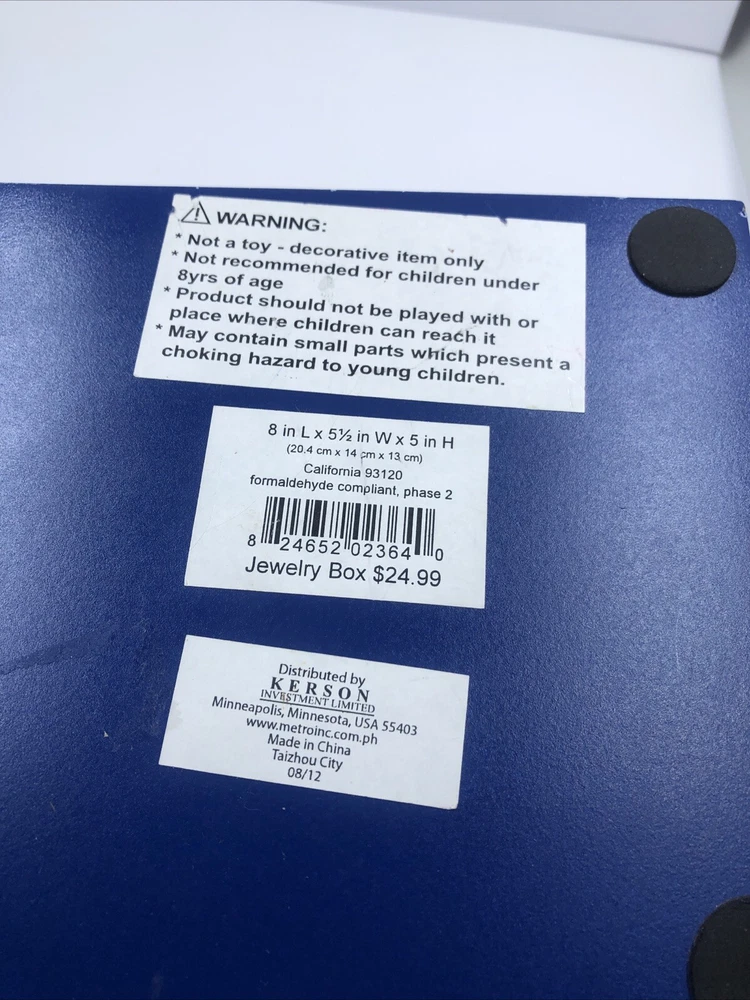 WARNING:
* Not a toy - decorative item only
* Not recommended for children under
8yrs of age
* Product should not be played with or
place where children can reach it
* May contain small parts which present a
choking hazard to young children.
8 in L x 5½ in W x 5 in H
(20.4 cm x 14 cm x 13 cm)
California 93120
formaldehyde compliant, phase 2
8 24652 02364 0
Jewelry Box $24.99
Distributed by
KERSON
INVESTMENT LIMITED
Minneapolis, Minnesota, USA 55403
www.metroinc.com.ph
Made in China
Taizhou City
08/12